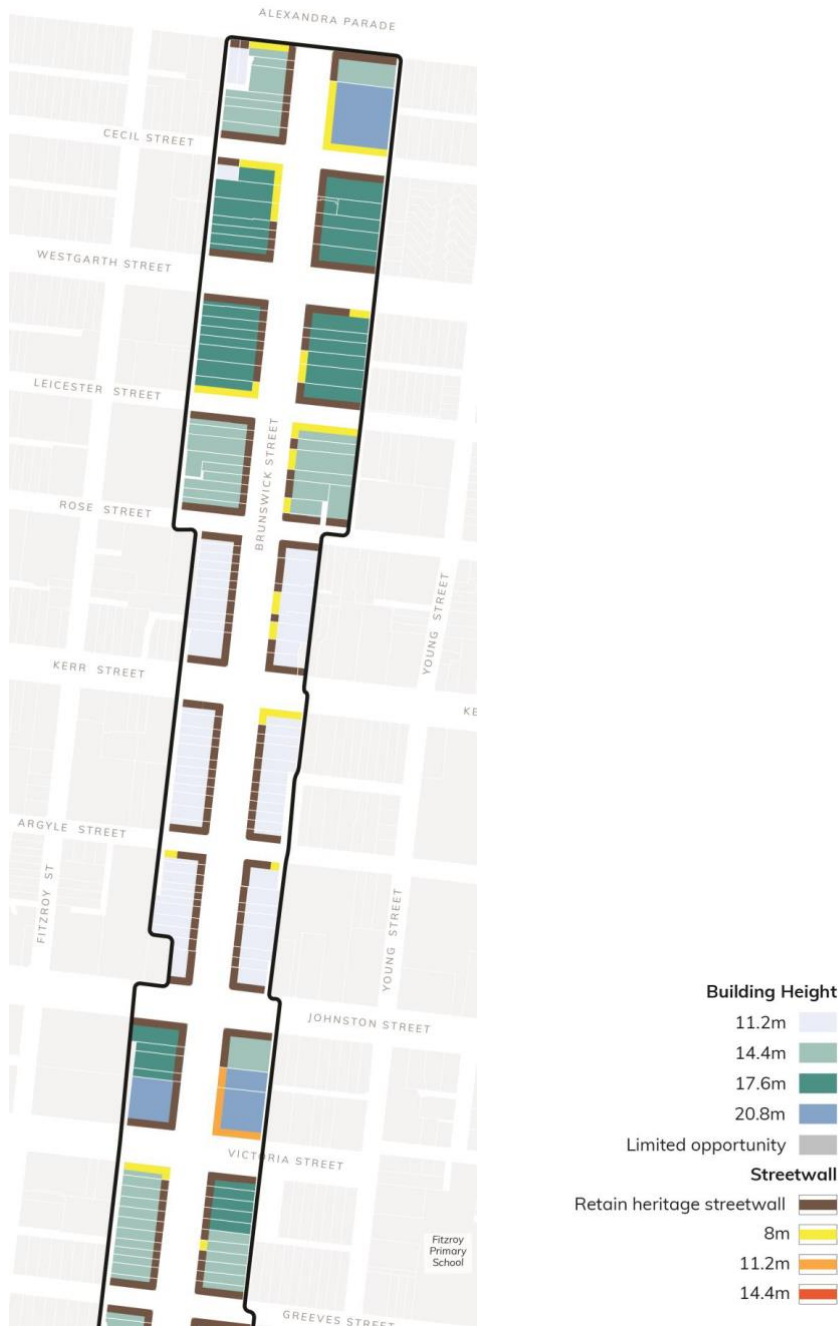 ALEXANDRA PARADE
CECIL STREET
WESTGARTH STREET
LEICESTER STREET
BRUNSWICK STREET
ROSE STREET
YOUNG STREET
KERR STREET
KE
ARGYLE STREET
FITZROY ST
YOUNG STREET
JOHNSTON STREET
VICTORIA STREET
Fitzroy
Primary
School
GREEVES STREET
Building Height
11.2m
14.4m
17.6m
20.8m
Limited opportunity
Streetwall
Retain heritage streetwall
8m
11.2m
14.4m